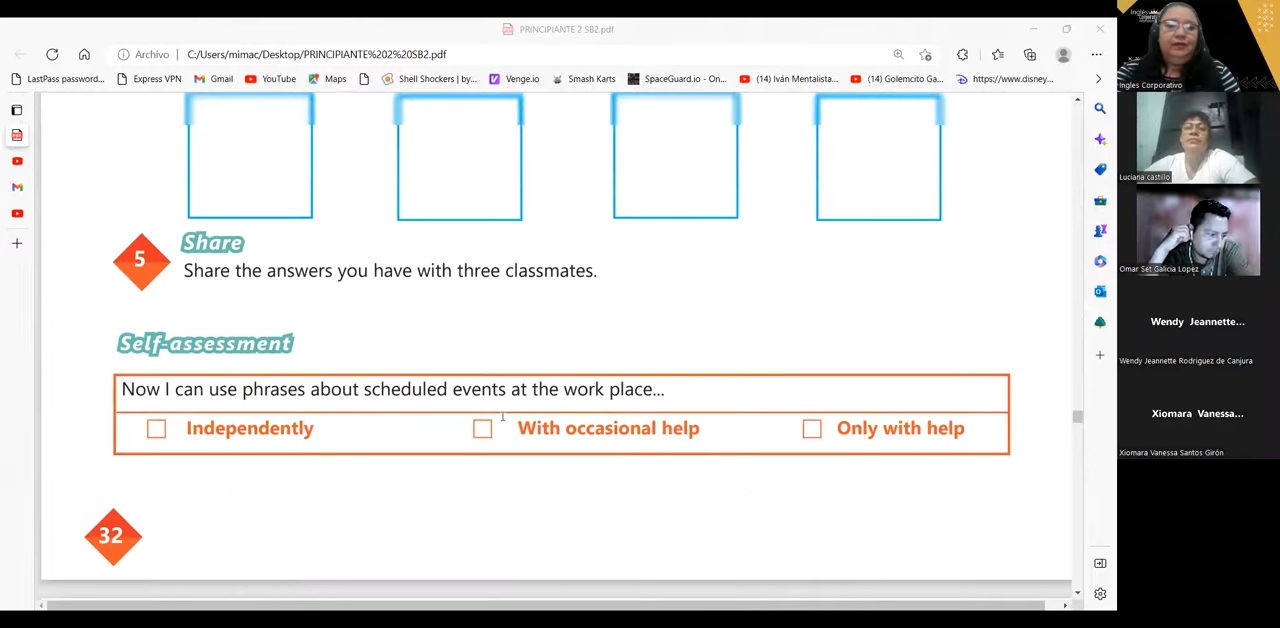 PRINCIPIANTE 2 SB2.pdf
Archivo
C:/Users/mimac/Desktop/PRINCIPIANTE%202%20SB2.pdf
LastPass password...
Express VPN
Gmail
YouTube
Maps
Shell Shockers | by...
Venge.io
Smash Karts
SpaceGuard.io - On...
(14) Iván Mentalista...
(14) Golemcito Ga...
https://www.disney...
5
Share
Share the answers you have with three classmates.
Self-assessment
Now I can use phrases about scheduled events at the work place...
Independently
With occasional help
Only with help
32
Inglés
Ingles Corporativo
Luciana castillo
Omar Set Galicia Lopez
Wendy Jeannette...
Wendy Jeannette Rodriguez de Canjura
Xiomara Vanessa...
Xiomara Vanessa Santos Girón